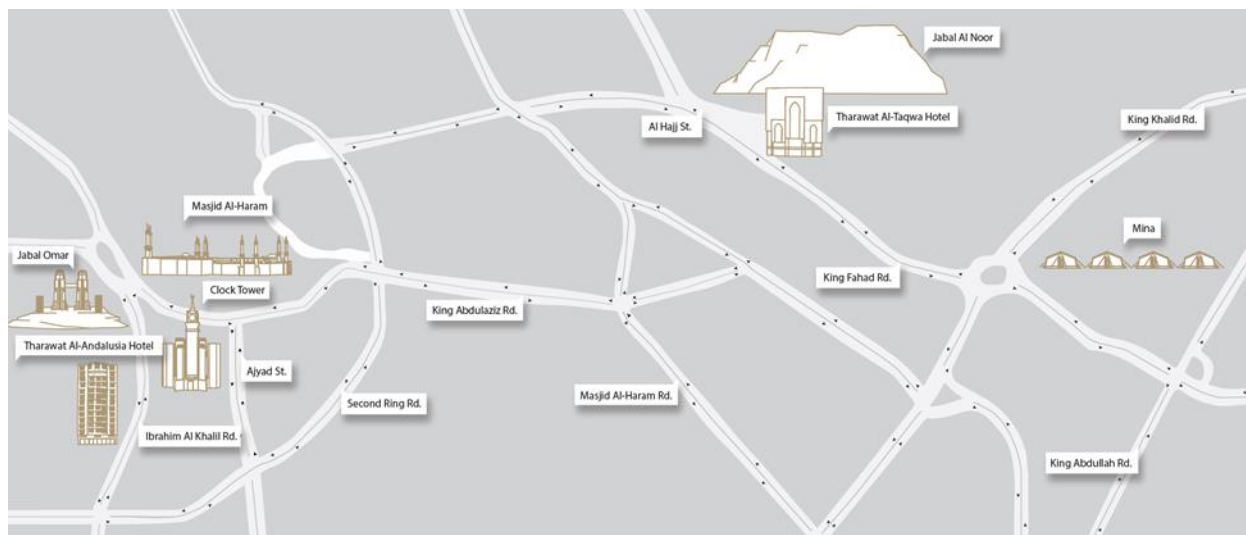 Jabal Al Noor
Tharawat Al-Taqwa Hotel
Al Hajj St.
King Khalid Rd.
Masjid Al-Haram
Mina
Jabal Omar
King Fahad Rd.
Clock Tower
King Abdulaziz Rd.
Tharawat Al-Andalusia Hotel
Ajyad St.
Masjid Al-Haram Rd.
Second Ring Rd.
Ibrahim Al Khalil Rd.
King Abdullah Rd.